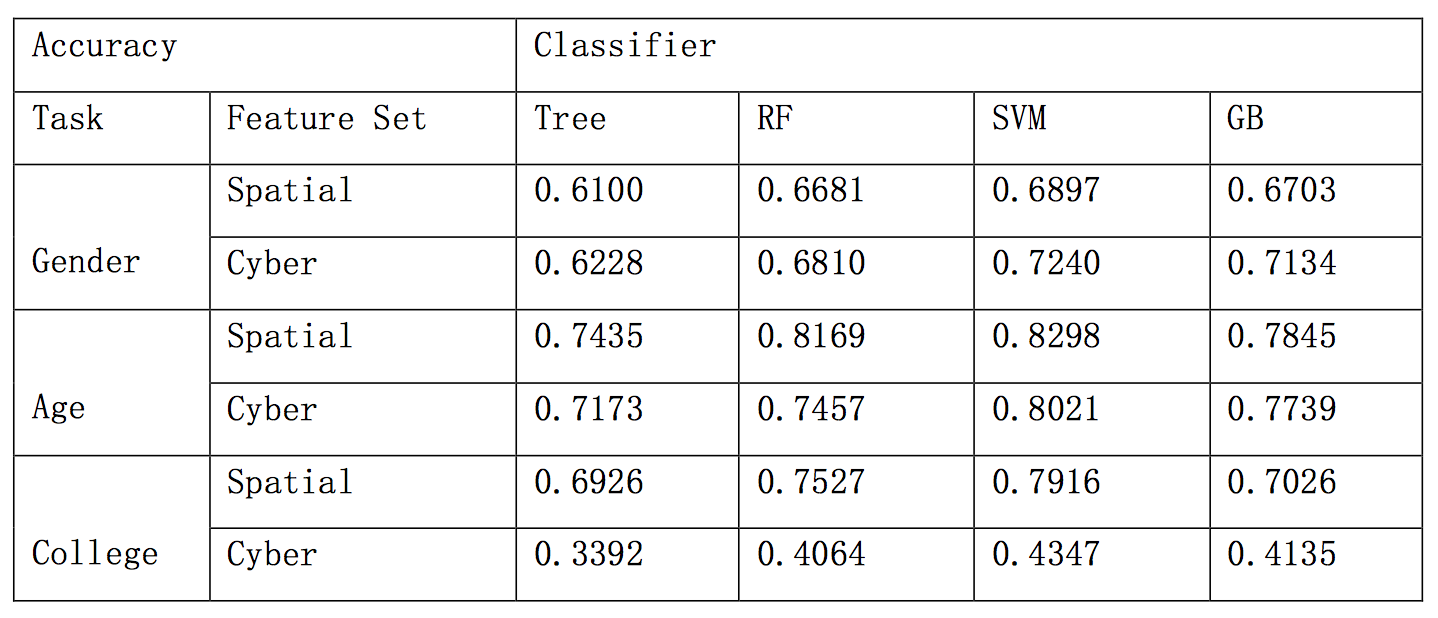 Accuracy Classifier
Task Feature Set Tree RF SVM GB
Spatial 0.6100 0.6681 0.6897 0.6703
Gender Cyber 0.6228 0.6810 0.7240 0.7134
Spatial 0.7435 0.8169 0.8298 0.7845
Age Cyber 0.7173 0.7457 0.8021 0.7739
Spatial 0.6926 0.7527 0.7916 0.7026
College Cyber 0.3392 0.4064 0.4347 0.4135